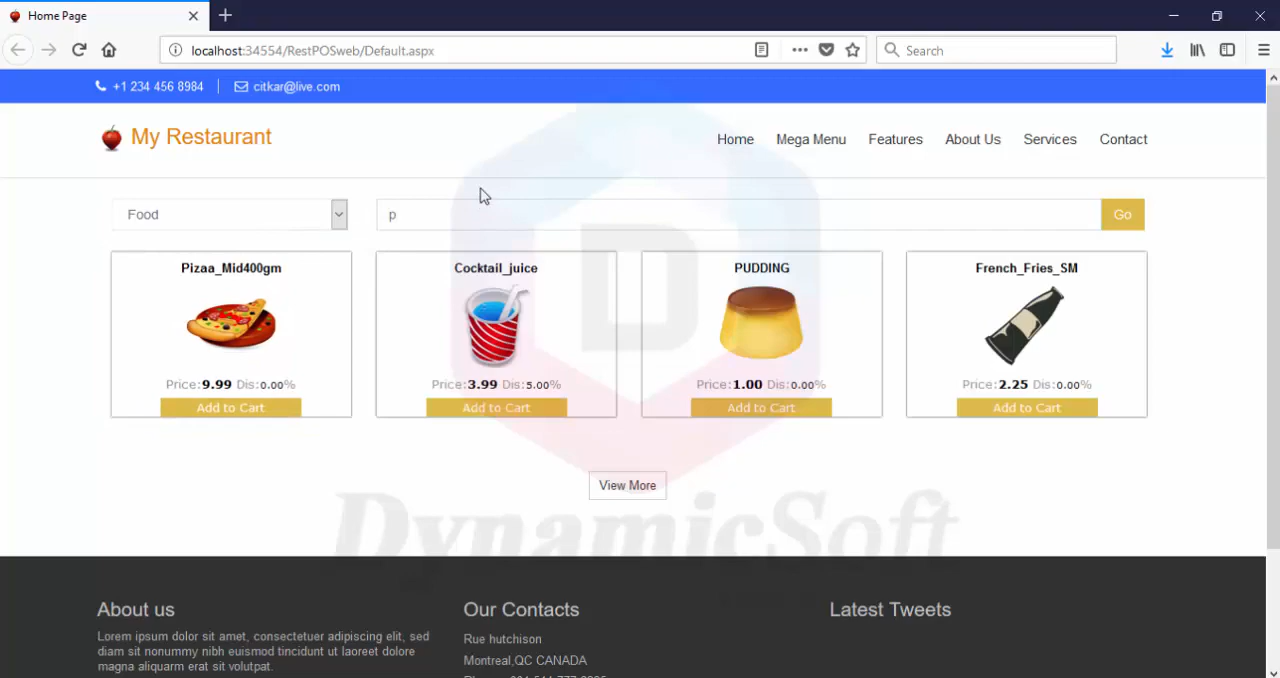 Home Page
localhost:34554/RestPOSweb/Default.aspx
Search
+1 234 456 8984
citkar@live.com
My Restaurant
Home Mega Menu Features About Us Services Contact
Food
p
Go
Pizaa_Mid400gm
Price:9.99 Dis:0.00%
Add to Cart
Cocktail_juice
Price:3.99 Dis:5.00%
Add to Cart
PUDDING
Price:1.00 Dis:0.00%
Add to Cart
French_Fries_SM
Price:2.25 Dis:0.00%
Add to Cart
View More
D
DynamicSoft
About us
Lorem ipsum dolor sit amet, consectetuer adipiscing elit, sed
diam sit nonummy nibh euismod tincidunt ut laoreet dolore
magna aliquarm erat sit volutpat.
Our Contacts
Rue hutchison
Montreal,QC CANADA
Latest Tweets